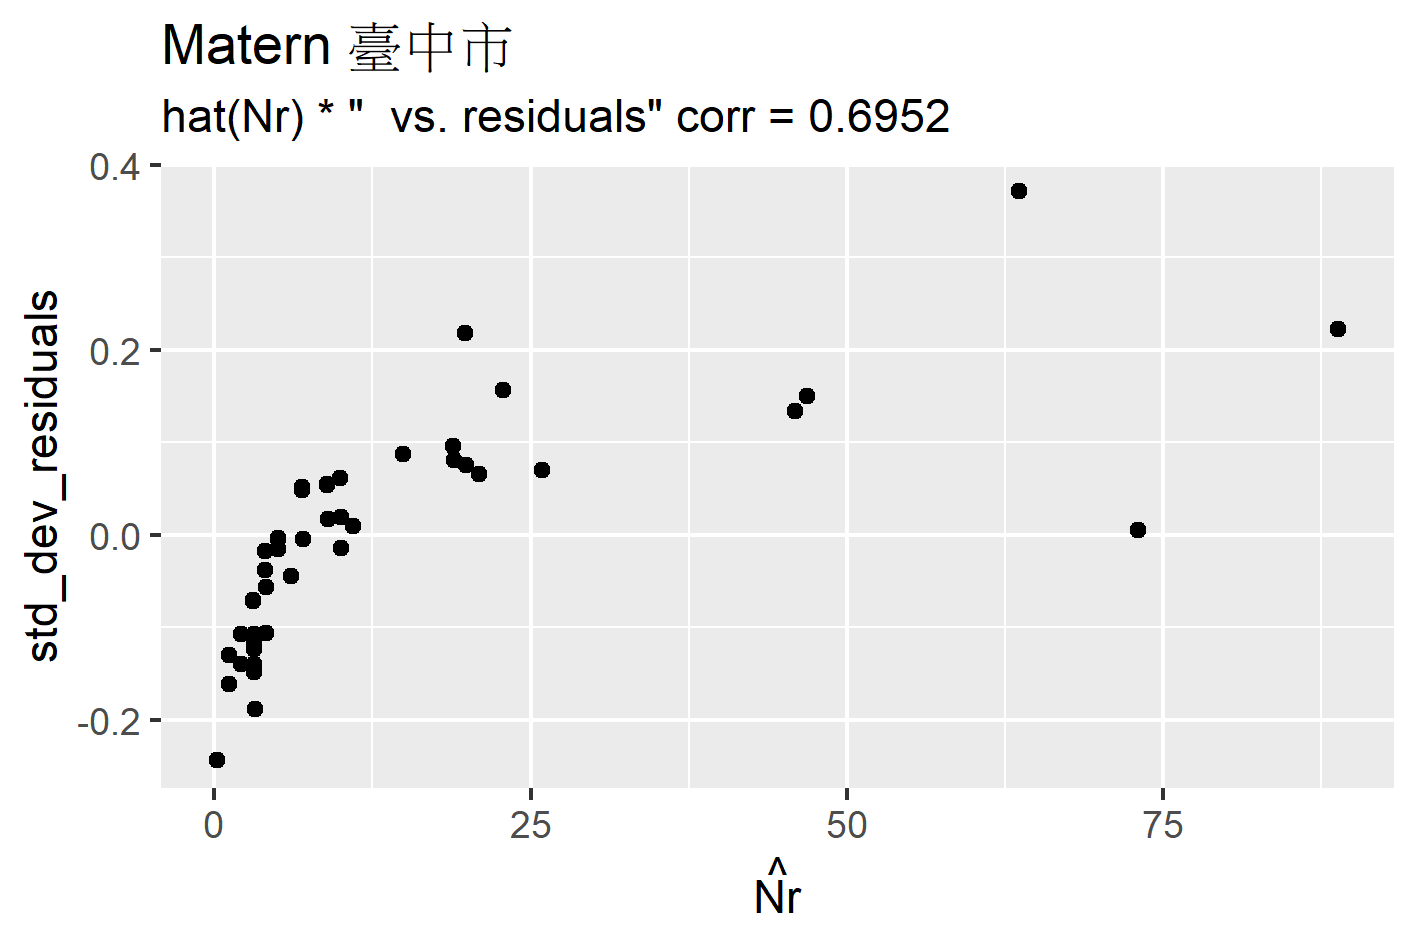 Matern 臺中市
hat(Nr) * "  vs. residuals" corr = 0.6952
0.4
0.2
0.0
-0.2
std_dev_residuals
0
25
50
75
N̂r